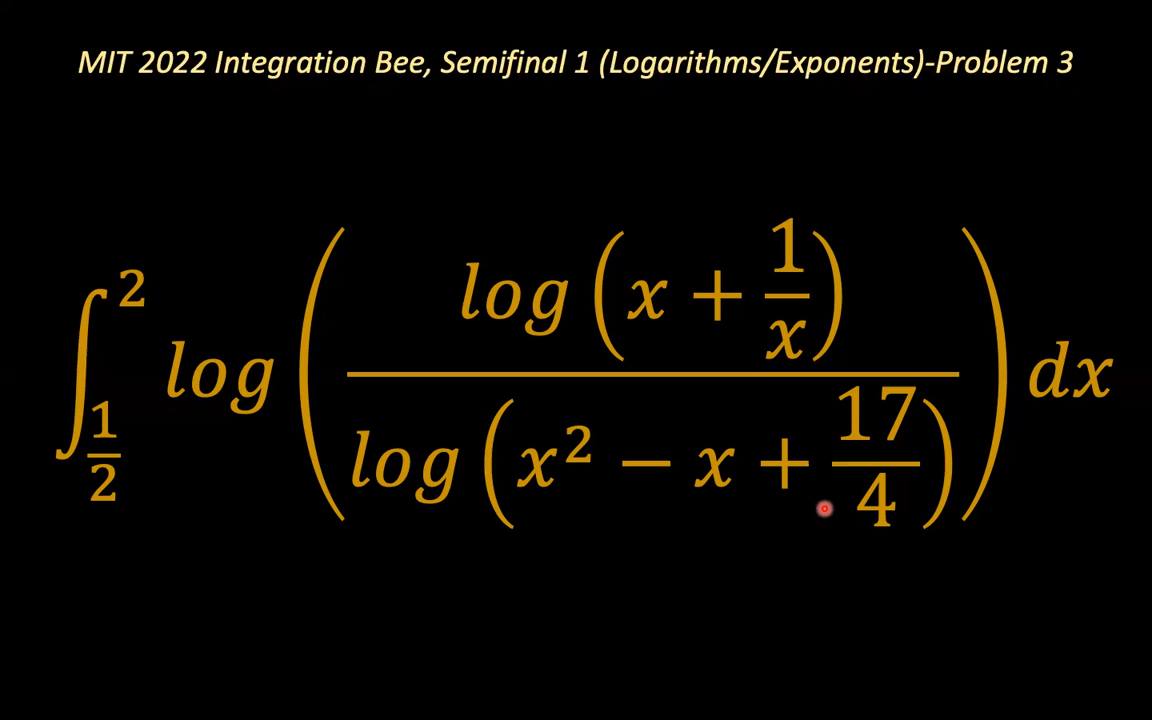 MIT 2022 Integration Bee, Semifinal 1 (Logarithms/Exponents)-Problem 3
∫_{1/2}^{2} log( log(x + 1/x) / log(x² − x + 17/4) ) dx